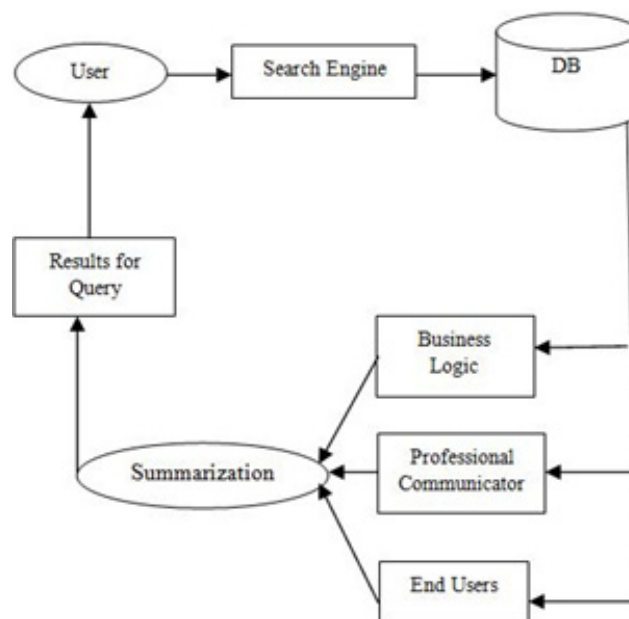 User
Search Engine
DB
Results for
Query
Business
Logic
Summarization
Professional
Communicator
End Users